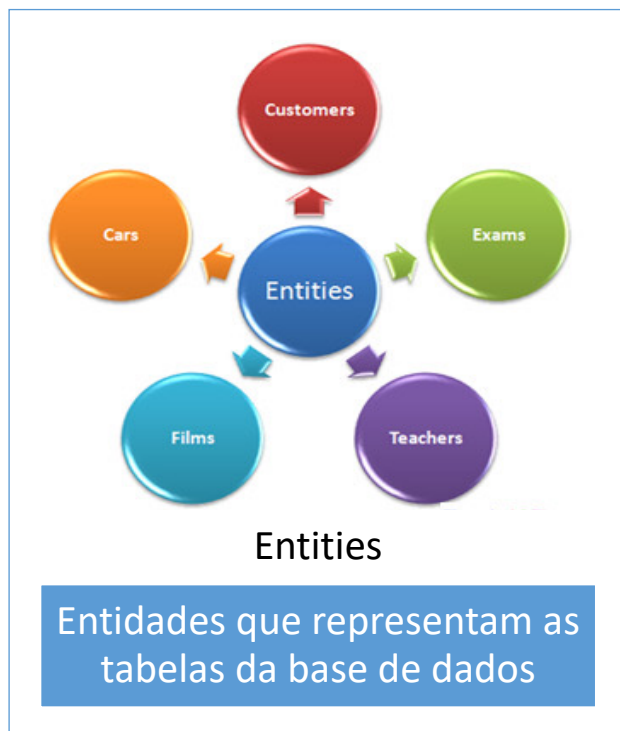 Customers
Cars
Exams
Entities
Films
Teachers
Entities
Entidades que representam as
tabelas da base de dados